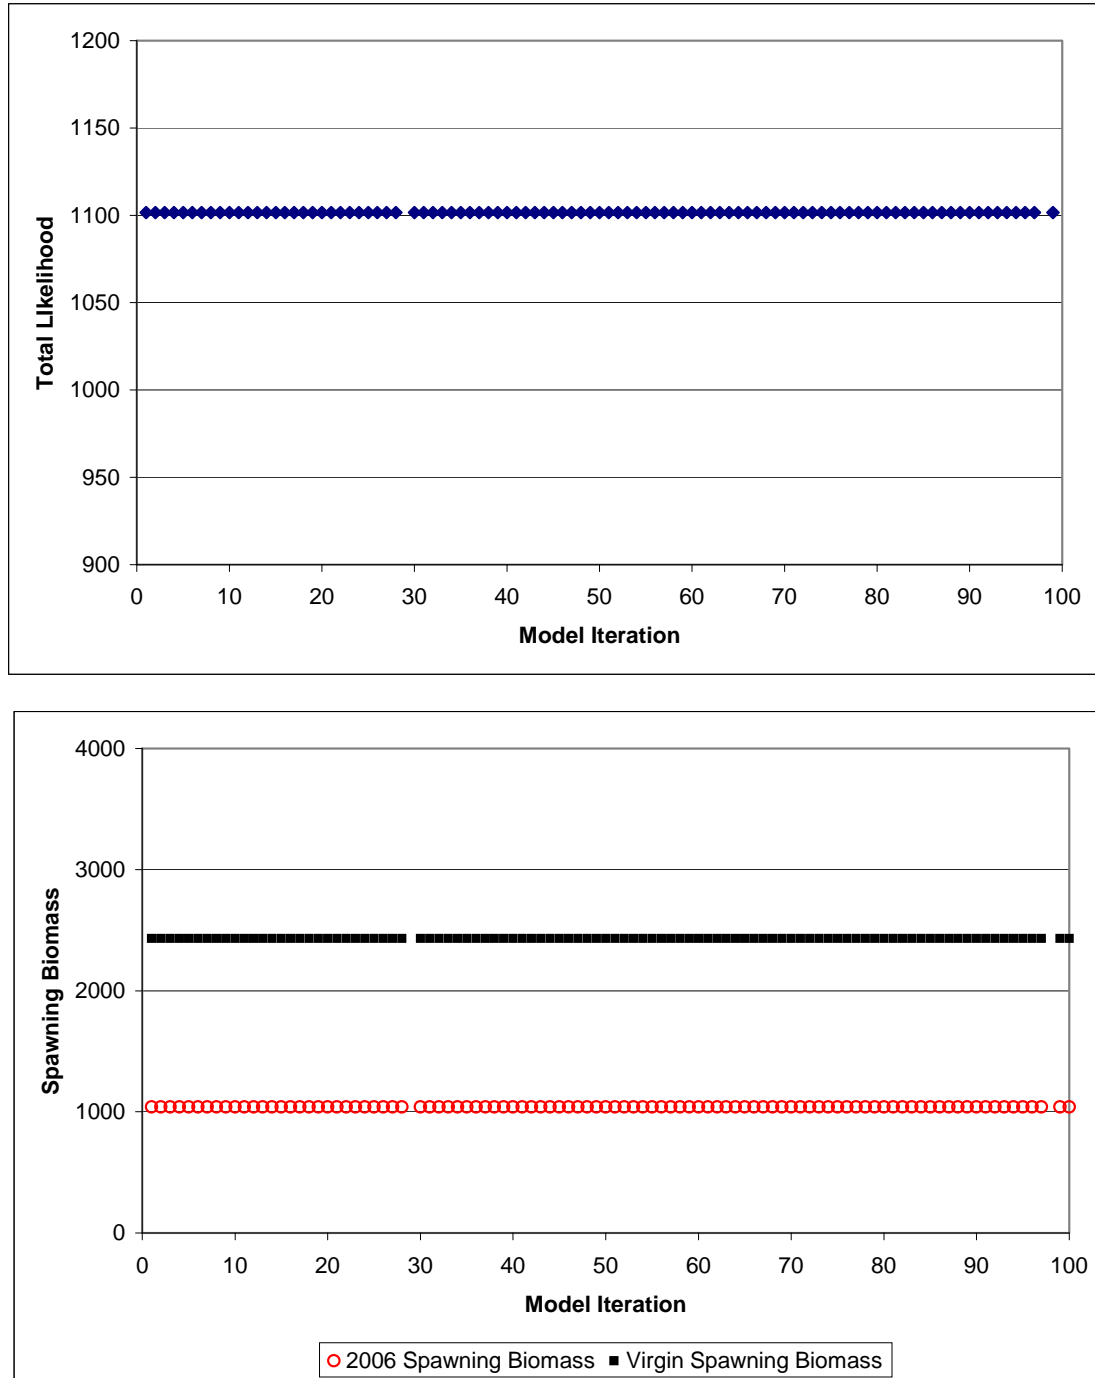 1200
1150
1100
1050
1000
950
900
Total LIkelihood
0 10 20 30 40 50 60 70 80 90 100
Model Iteration
4000
3000
2000
1000
0
Spawning Biomass
0 10 20 30 40 50 60 70 80 90 100
Model Iteration
2006 Spawning Biomass Virgin Spawning Biomass